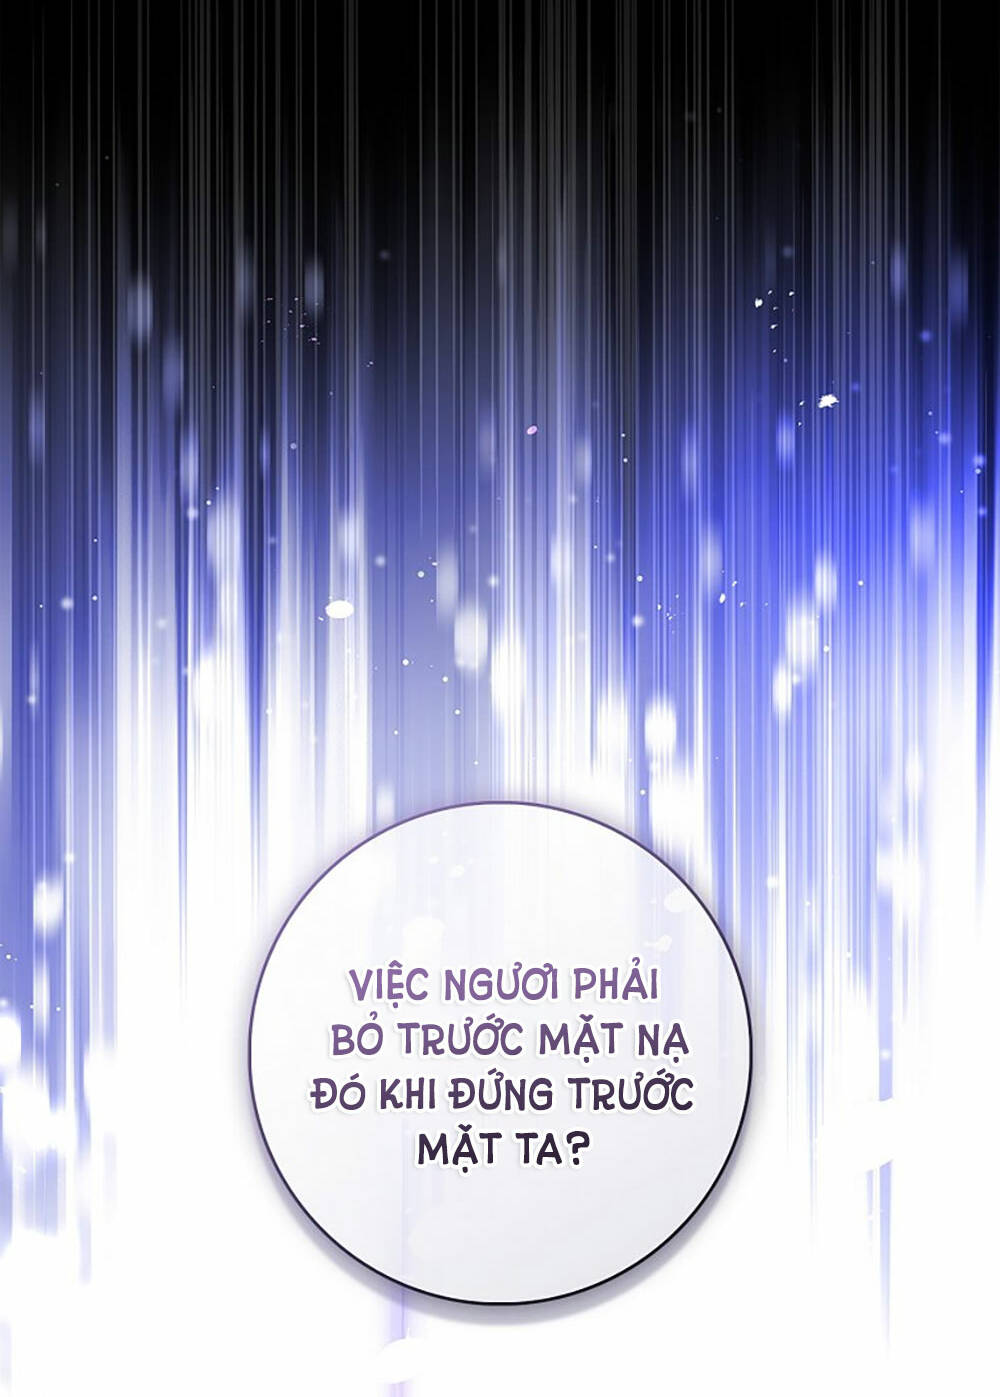 VIỆC NGƯƠI PHẢI
BỎ TRƯỚC MẶT NẠ
ĐÓ KHI ĐỨNG TRƯỚC
MẶT TA?